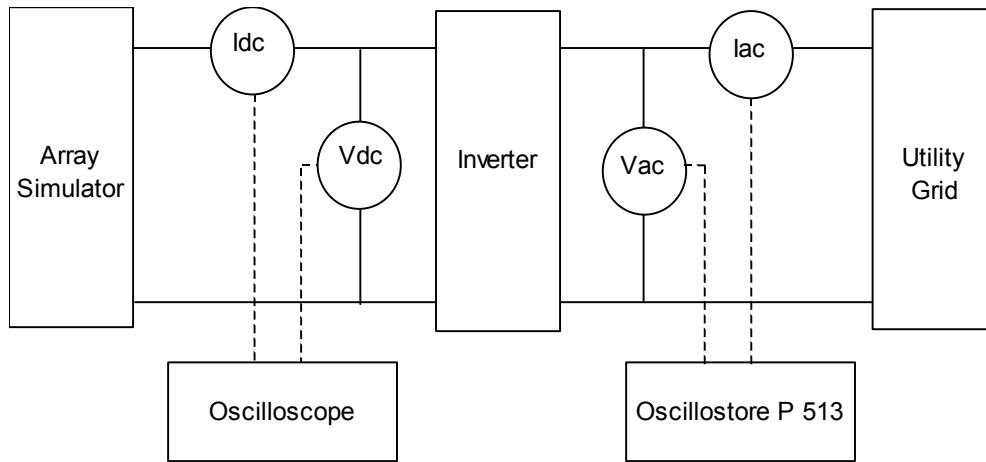 Idc
Iac
Array
Simulator
Vdc
Inverter
Vac
Utility
Grid
Oscilloscope
Oscillostore P 513